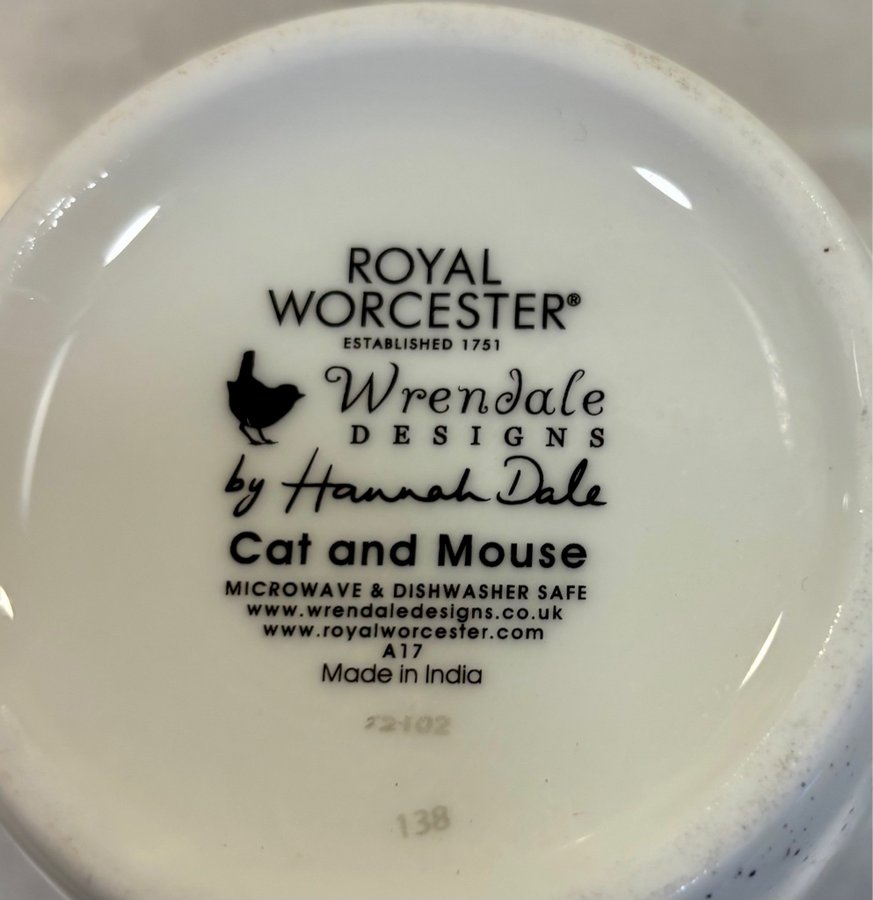 ROYAL
WORCESTER®
ESTABLISHED 1751
Wrendale
DESIGNS
by Hannah Dale
Cat and Mouse
MICROWAVE & DISHWASHER SAFE
www.wrendaledesigns.co.uk
www.royalworcester.com
A17
Made in India
138